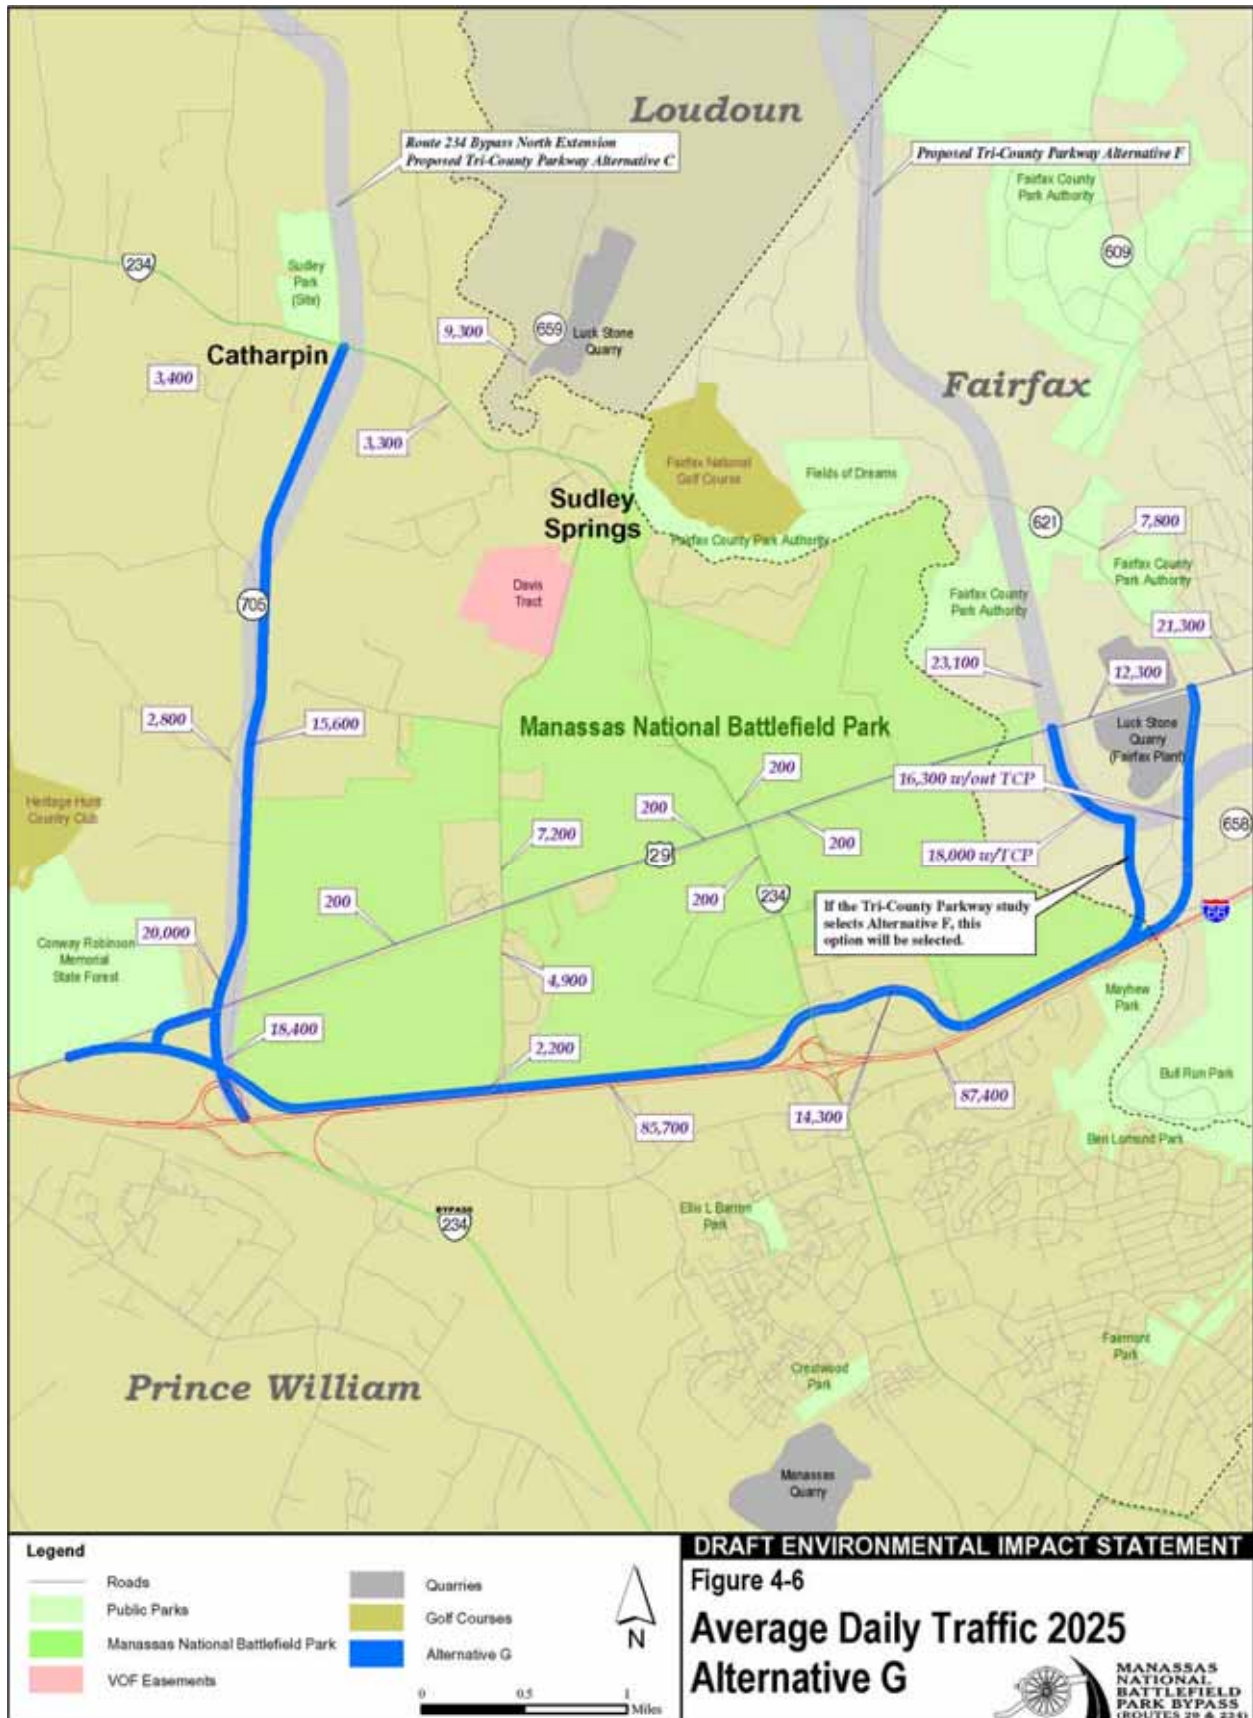 Loudoun
Route 234 Bypass North Extension
Proposed Tri-County Parkway Alternative C
Proposed Tri-County Parkway Alternative F
Fairfax County
Park Authority
609
234
Sudley
Park
(Site)
9,300
659
Luck Stone
Quarry
Catharpin
3,400
Fairfax
3,300
Fairfax National
Golf Course
Fields of Dreams
Sudley
Springs
621
7,800
Fairfax County Park Authority
Fairfax County
Park Authority
Davis
Tract
Fairfax County
Park Authority
705
21,300
23,100
12,300
2,800
15,600
Manassas National Battlefield Park
Luck Stone
Quarry
(Fairfax Plant)
200
16,300 w/out TCP
Heritage Hunt
Country Club
200
7,200
200
658
29
18,000 w/TCP
200
200
234
If the Tri-County Parkway study
selects Alternative F, this
option will be selected.
66
20,000
Conway Robinson
Memorial
State Forest
4,900
Mayhew
Park
18,400
2,200
Bull Run Park
87,400
85,700
14,300
Ben Lomond Park
Ellis L Barron
Park
BYPASS
234
Fairmont
Park
Crestwood
Park
Prince William
Manassas
Quarry
Legend
Roads
Public Parks
Manassas National Battlefield Park
VOF Easements
Quarries
Golf Courses
Alternative G
N
0 0.5 1
Miles
DRAFT ENVIRONMENTAL IMPACT STATEMENT
Figure 4-6
Average Daily Traffic 2025
Alternative G
MANASSAS
NATIONAL
BATTLEFIELD
PARK BYPASS
(ROUTES 29 & 234)